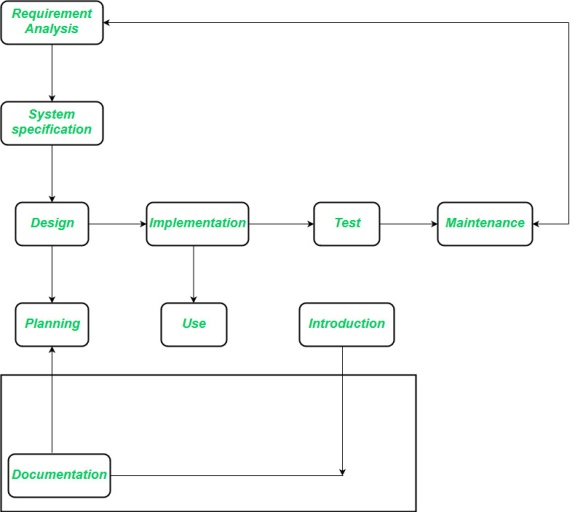 Requirement
Analysis
System
specification
Design
Implementation
Test
Maintenance
Planning
Use
Introduction
Documentation